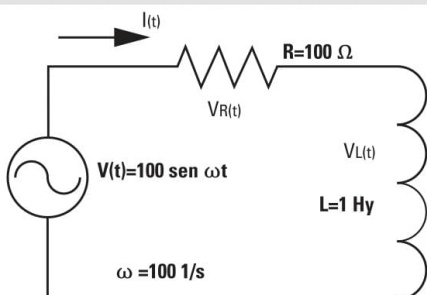 I(t)
R=100 Ω
VR(t)
V(t)=100 sen ωt
VL(t)
L=1 Hy
ω =100 1/s